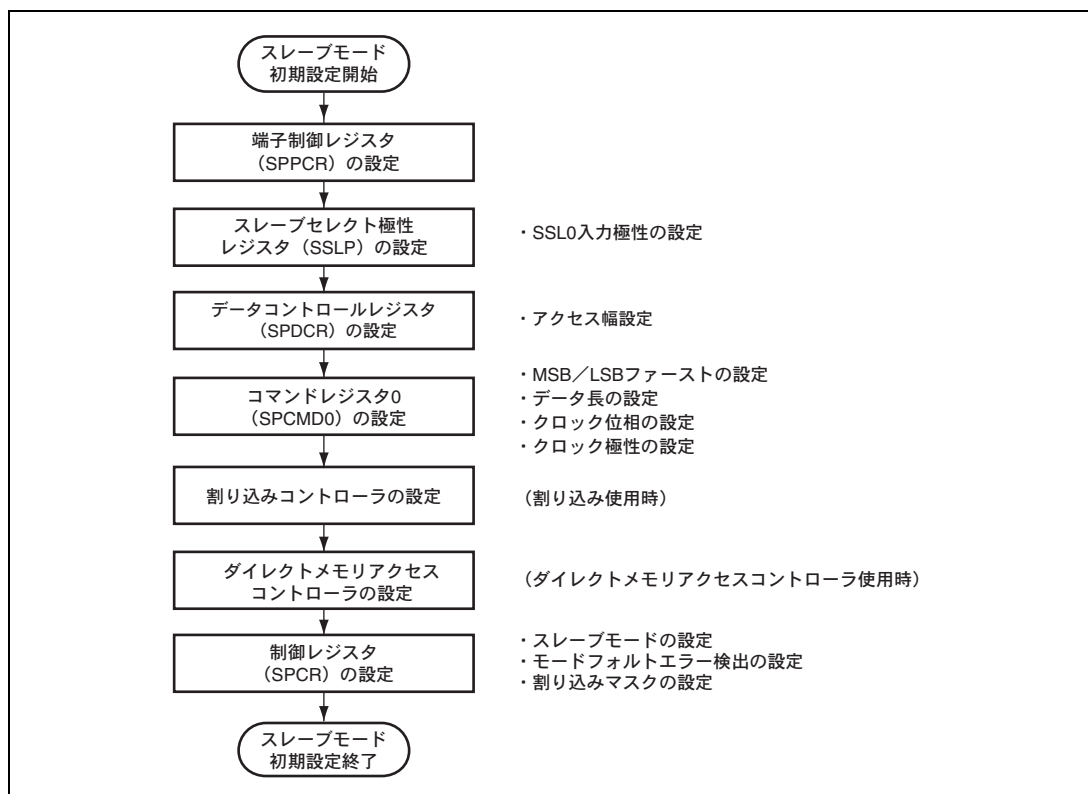 スレーブモード
初期設定開始
端子制御レジスタ
（SPPCR）の設定
スレーブセレクト極性
レジスタ（SSLP）の設定
・SSL0入力極性の設定
データコントロールレジスタ
（SPDCR）の設定
・アクセス幅設定
コマンドレジスタ0
（SPCMD0）の設定
・MSB／LSBファーストの設定
・データ長の設定
・クロック位相の設定
・クロック極性の設定
割り込みコントローラの設定
（割り込み使用時）
ダイレクトメモリアクセス
コントローラの設定
（ダイレクトメモリアクセスコントローラ使用時）
制御レジスタ
（SPCR）の設定
・スレーブモードの設定
・モードフォルトエラー検出の設定
・割り込みマスクの設定
スレーブモード
初期設定終了